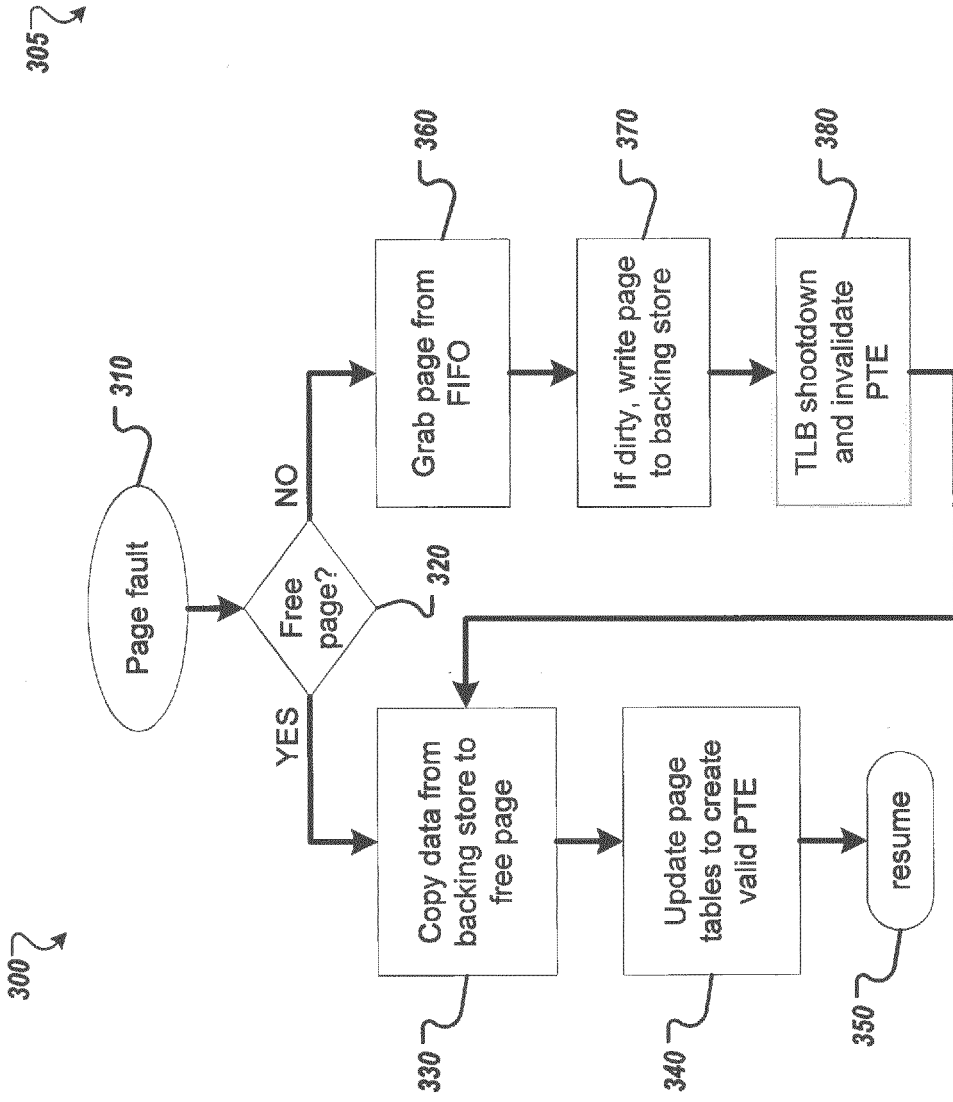 300
305
Page fault
310
Free
page?
320
YES
NO
Copy data from
backing store to
free page
330
Update page
tables to create
valid PTE
340
resume
350
Grab page from
FIFO
360
If dirty, write page
to backing store
370
TLB shootdown
and invalidate
PTE
380